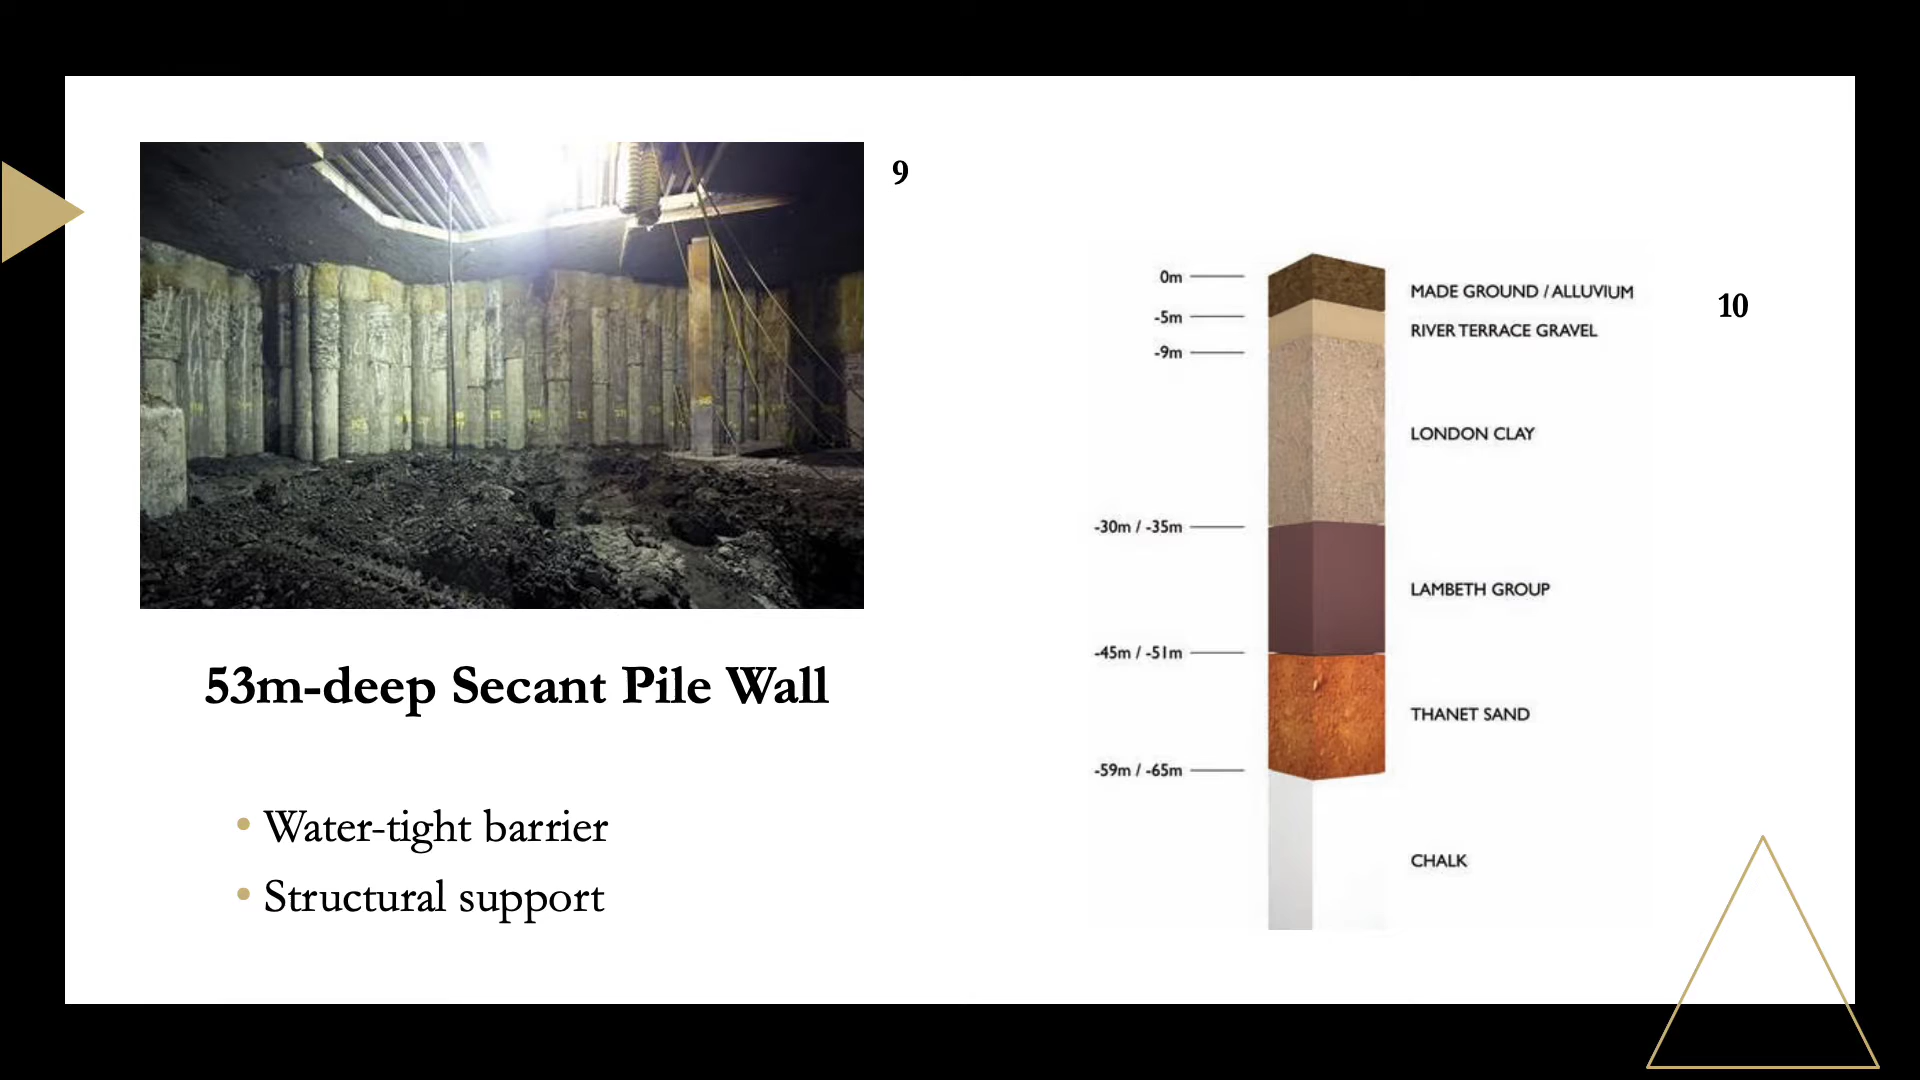 9
53m-deep Secant Pile Wall
• Water-tight barrier
• Structural support
0m
MADE GROUND / ALLUVIUM
10
-5m
RIVER TERRACE GRAVEL
-9m
LONDON CLAY
-30m / -35m
LAMBETH GROUP
-45m / -51m
THANET SAND
-59m / -65m
CHALK